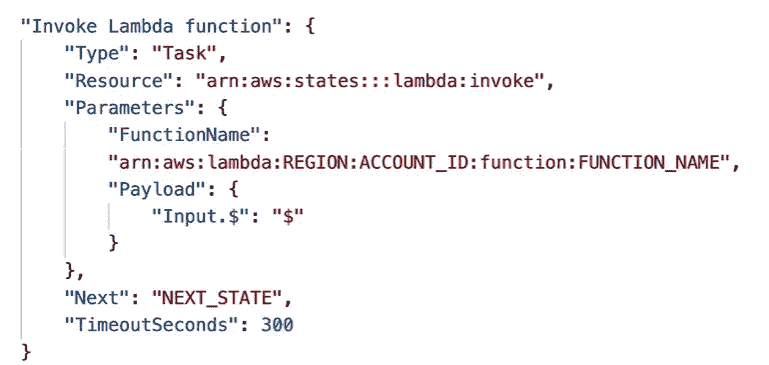 "Invoke Lambda function": {
"Type": "Task",
"Resource": "arn:aws:states:::lambda:invoke",
"Parameters": {
"FunctionName":
"arn:aws:lambda:REGION:ACCOUNT_ID:function:FUNCTION_NAME",
"Payload": {
"Input.$": "$"
}
},
"Next": "NEXT_STATE",
"TimeoutSeconds": 300
}